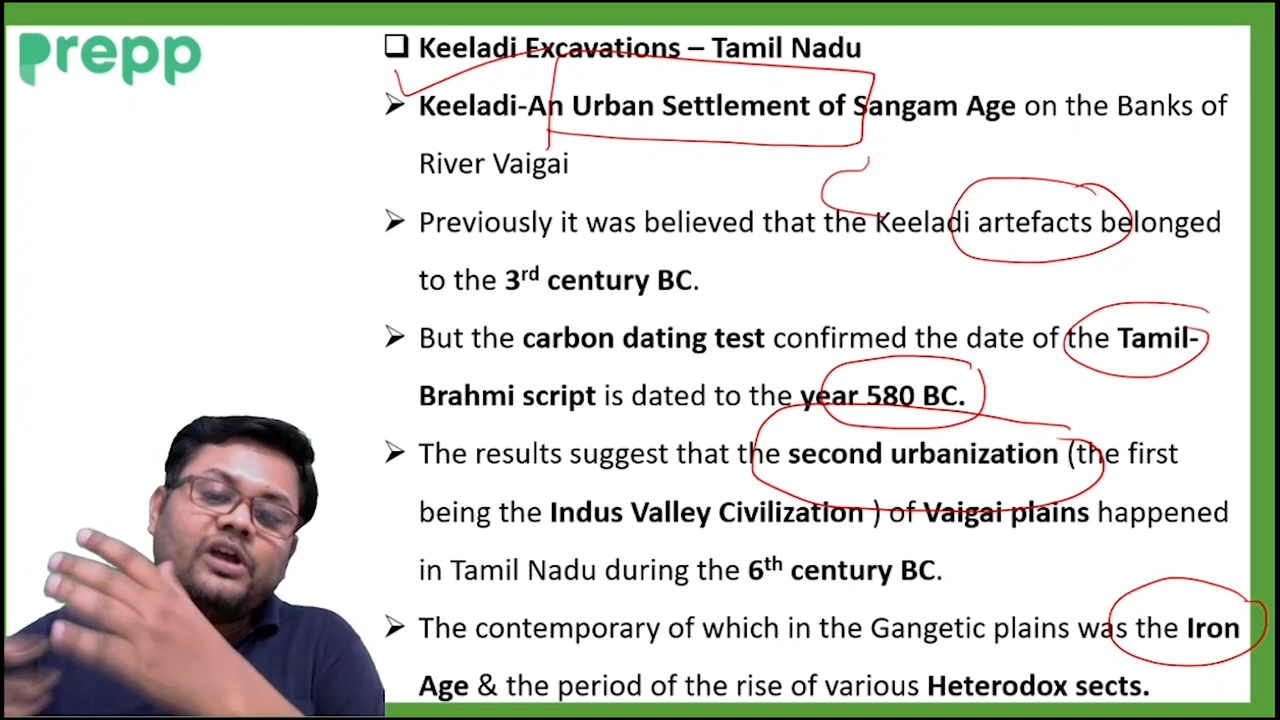 prepp
❑ Keeladi Excavations – Tamil Nadu
➢ Keeladi-An Urban Settlement of Sangam Age on the Banks of
River Vaigai
➢ Previously it was believed that the Keeladi artefacts belonged
to the 3rd century BC.
➢ But the carbon dating test confirmed the date of the Tamil-
Brahmi script is dated to the year 580 BC.
➢ The results suggest that the second urbanization (the first
being the Indus Valley Civilization ) of Vaigai plains happened
in Tamil Nadu during the 6th century BC.
➢ The contemporary of which in the Gangetic plains was the Iron
Age & the period of the rise of various Heterodox sects.